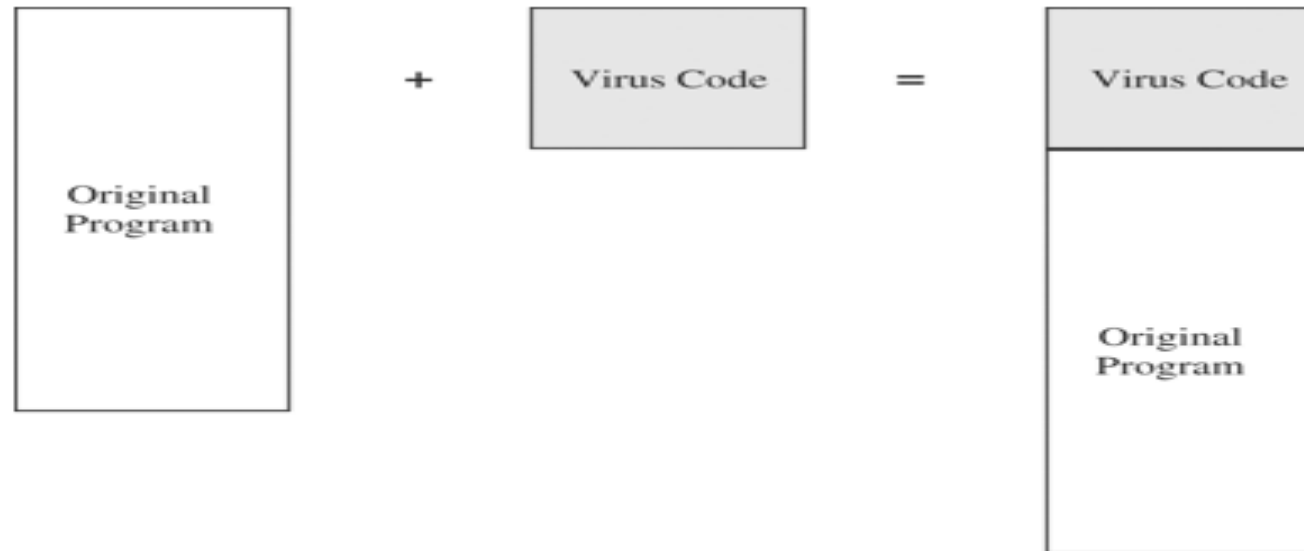 Original
Program
+
Virus Code
=
Virus Code
Original
Program